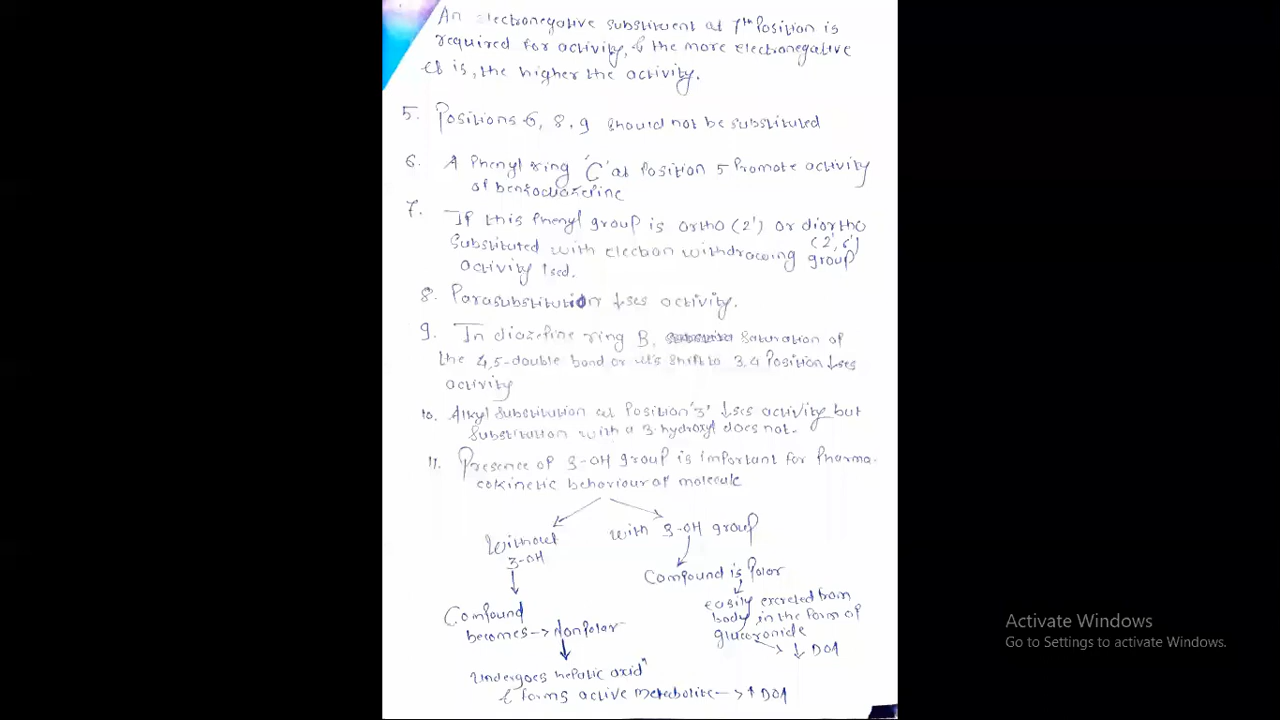 An electronegative substituent at 7th Position is
required for activity, & the more electronegative
it is, the higher the activity.
5. Positions 6, 8, 9 should not be substituted
6. A Phenyl ring 'C' at Position 5 Promote activity
of benzodiazepine
7. If this Phenyl group is ortho (2') or diortho
(2',6')
Substituted with electron withdrawing group
activity ↑sed.
8. Parasubstitution ↓ses activity.
9. In diazepine ring B, saturation of
the 4,5-double bond or its shift to 3,4 Position ↓ses
activity
10. Alkyl Substitution at Position '3' ↓ses activity but
Substitution with a 3-hydroxyl does not.
11. Presence of 3-OH group is important for Pharma-
cokinetic behaviour of molecule
Without
3-OH
with 3-OH group
Compound is Polar
easily excreted from
body in the form of
glucoronide
→ ↓ DOA
Compound
becomes → nonPolar
Undergoes hepatic oxidn
& forms active metabolite → ↑ DOA
Activate Windows
Go to Settings to activate Windows.